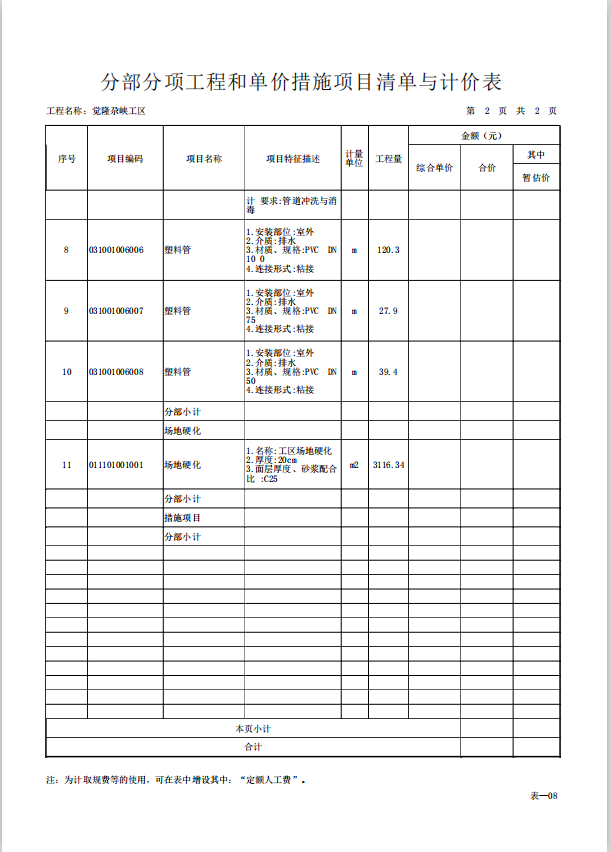 分部分项工程和单价措施项目清单与计价表
工程名称：觉隆尕峡工区 第 2 页 共 2 页
序号 项目编码 项目名称 项目特征描述 计量单位 工程量 金额（元）
综合单价 合价 其中
暂估价
计 要求:管道冲洗与消
毒
8 031001006006 塑料管 1.安装部位:室外
2.介质:排水
3.材质、规格:PVC DN
10 0
4.连接形式:粘接
m 120.3
9 031001006007 塑料管 1.安装部位:室外
2.介质:排水
3.材质、规格:PVC DN
75
4.连接形式:粘接
m 27.9
10 031001006008 塑料管 1.安装部位:室外
2.介质:排水
3.材质、规格:PVC DN
50
4.连接形式:粘接
m 39.4
分部小计
场地硬化
11 011101001001 场地硬化 1.名称:工区场地硬化
2.厚度:20cm
3.面层厚度、砂浆配合
比 :C25
m2 3116.34
分部小计
措施项目
分部小计
本页小计
合计
注：为计取规费等的使用，可在表中增设其中：“定额人工费”。
表—08